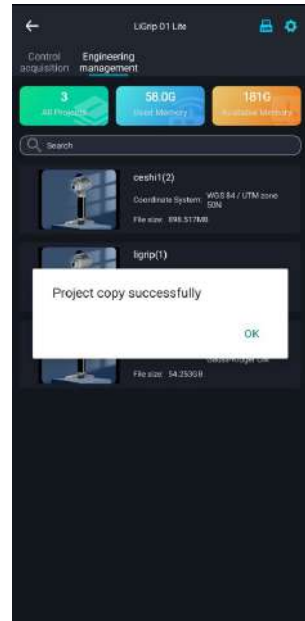 LiGrip O1 Lite
Control acquisition
Engineering management
3
All Projects
58.0G
Used Memory
181G
Available Memory
Search
ceshi1(2)
Coordinate System: WGS 84 / UTM zone 50N
File size: 898.517MB
ligrip(1)
Project copy successfully
OK
File size: 54.253GB